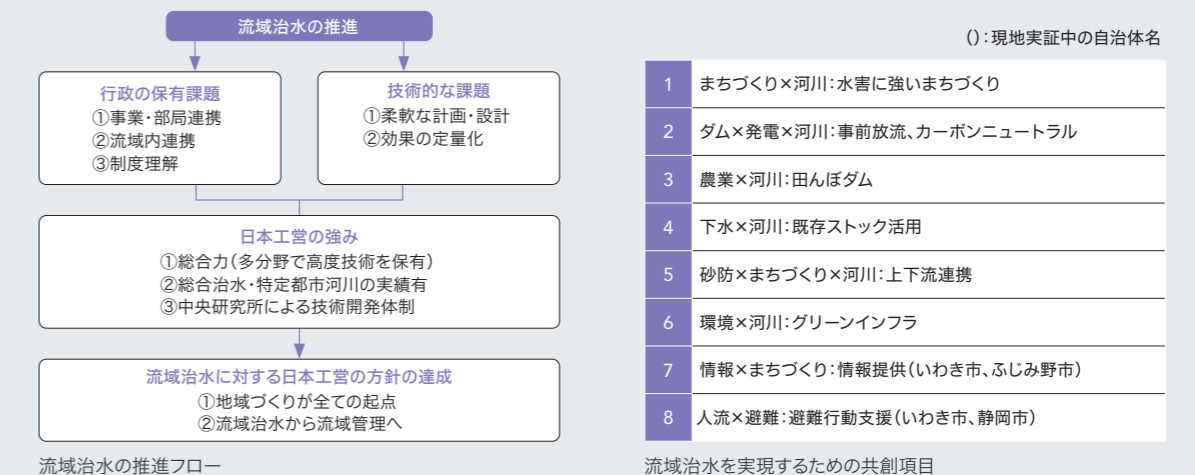 流域治水の推進
行政の保有課題
①事業・部局連携
②流域内連携
③制度理解
技術的な課題
①柔軟な計画・設計
②効果の定量化
日本工営の強み
①総合力（多分野で高度技術を保有）
②総合治水・特定都市河川の実績有
③中央研究所による技術開発体制
流域治水に対する日本工営の方針の達成
①地域づくりが全ての起点
②流域治水から流域管理へ
流域治水の推進フロー
（）：現地実証中の自治体名
1 まちづくり×河川：水害に強いまちづくり
2 ダム×発電×河川：事前放流、カーボンニュートラル
3 農業×河川：田んぼダム
4 下水×河川：既存ストック活用
5 砂防×まちづくり×河川：上下流連携
6 環境×河川：グリーンインフラ
7 情報×まちづくり：情報提供（いわき市、ふじみ野市）
8 人流×避難：避難行動支援（いわき市、静岡市）
流域治水を実現するための共創項目